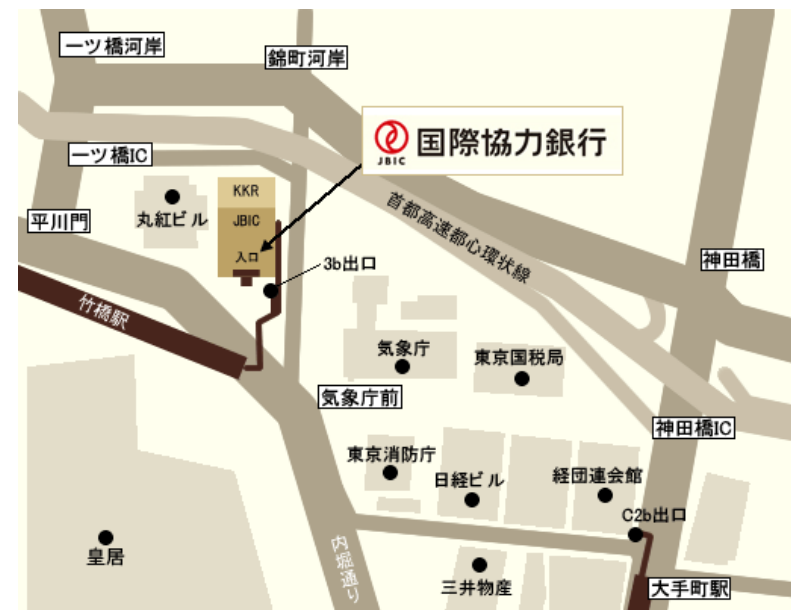 一ツ橋河岸
錦町河岸
JBIC
国際協力銀行
一ツ橋IC
KKR
丸紅ビル
JBIC
首都高速都心環状線
平川門
入口
3b出口
神田橋
竹橋駅
気象庁
東京国税局
気象庁前
神田橋IC
東京消防庁
日経ビル
経団連会館
C2b出口
内堀通り
皇居
三井物産
大手町駅